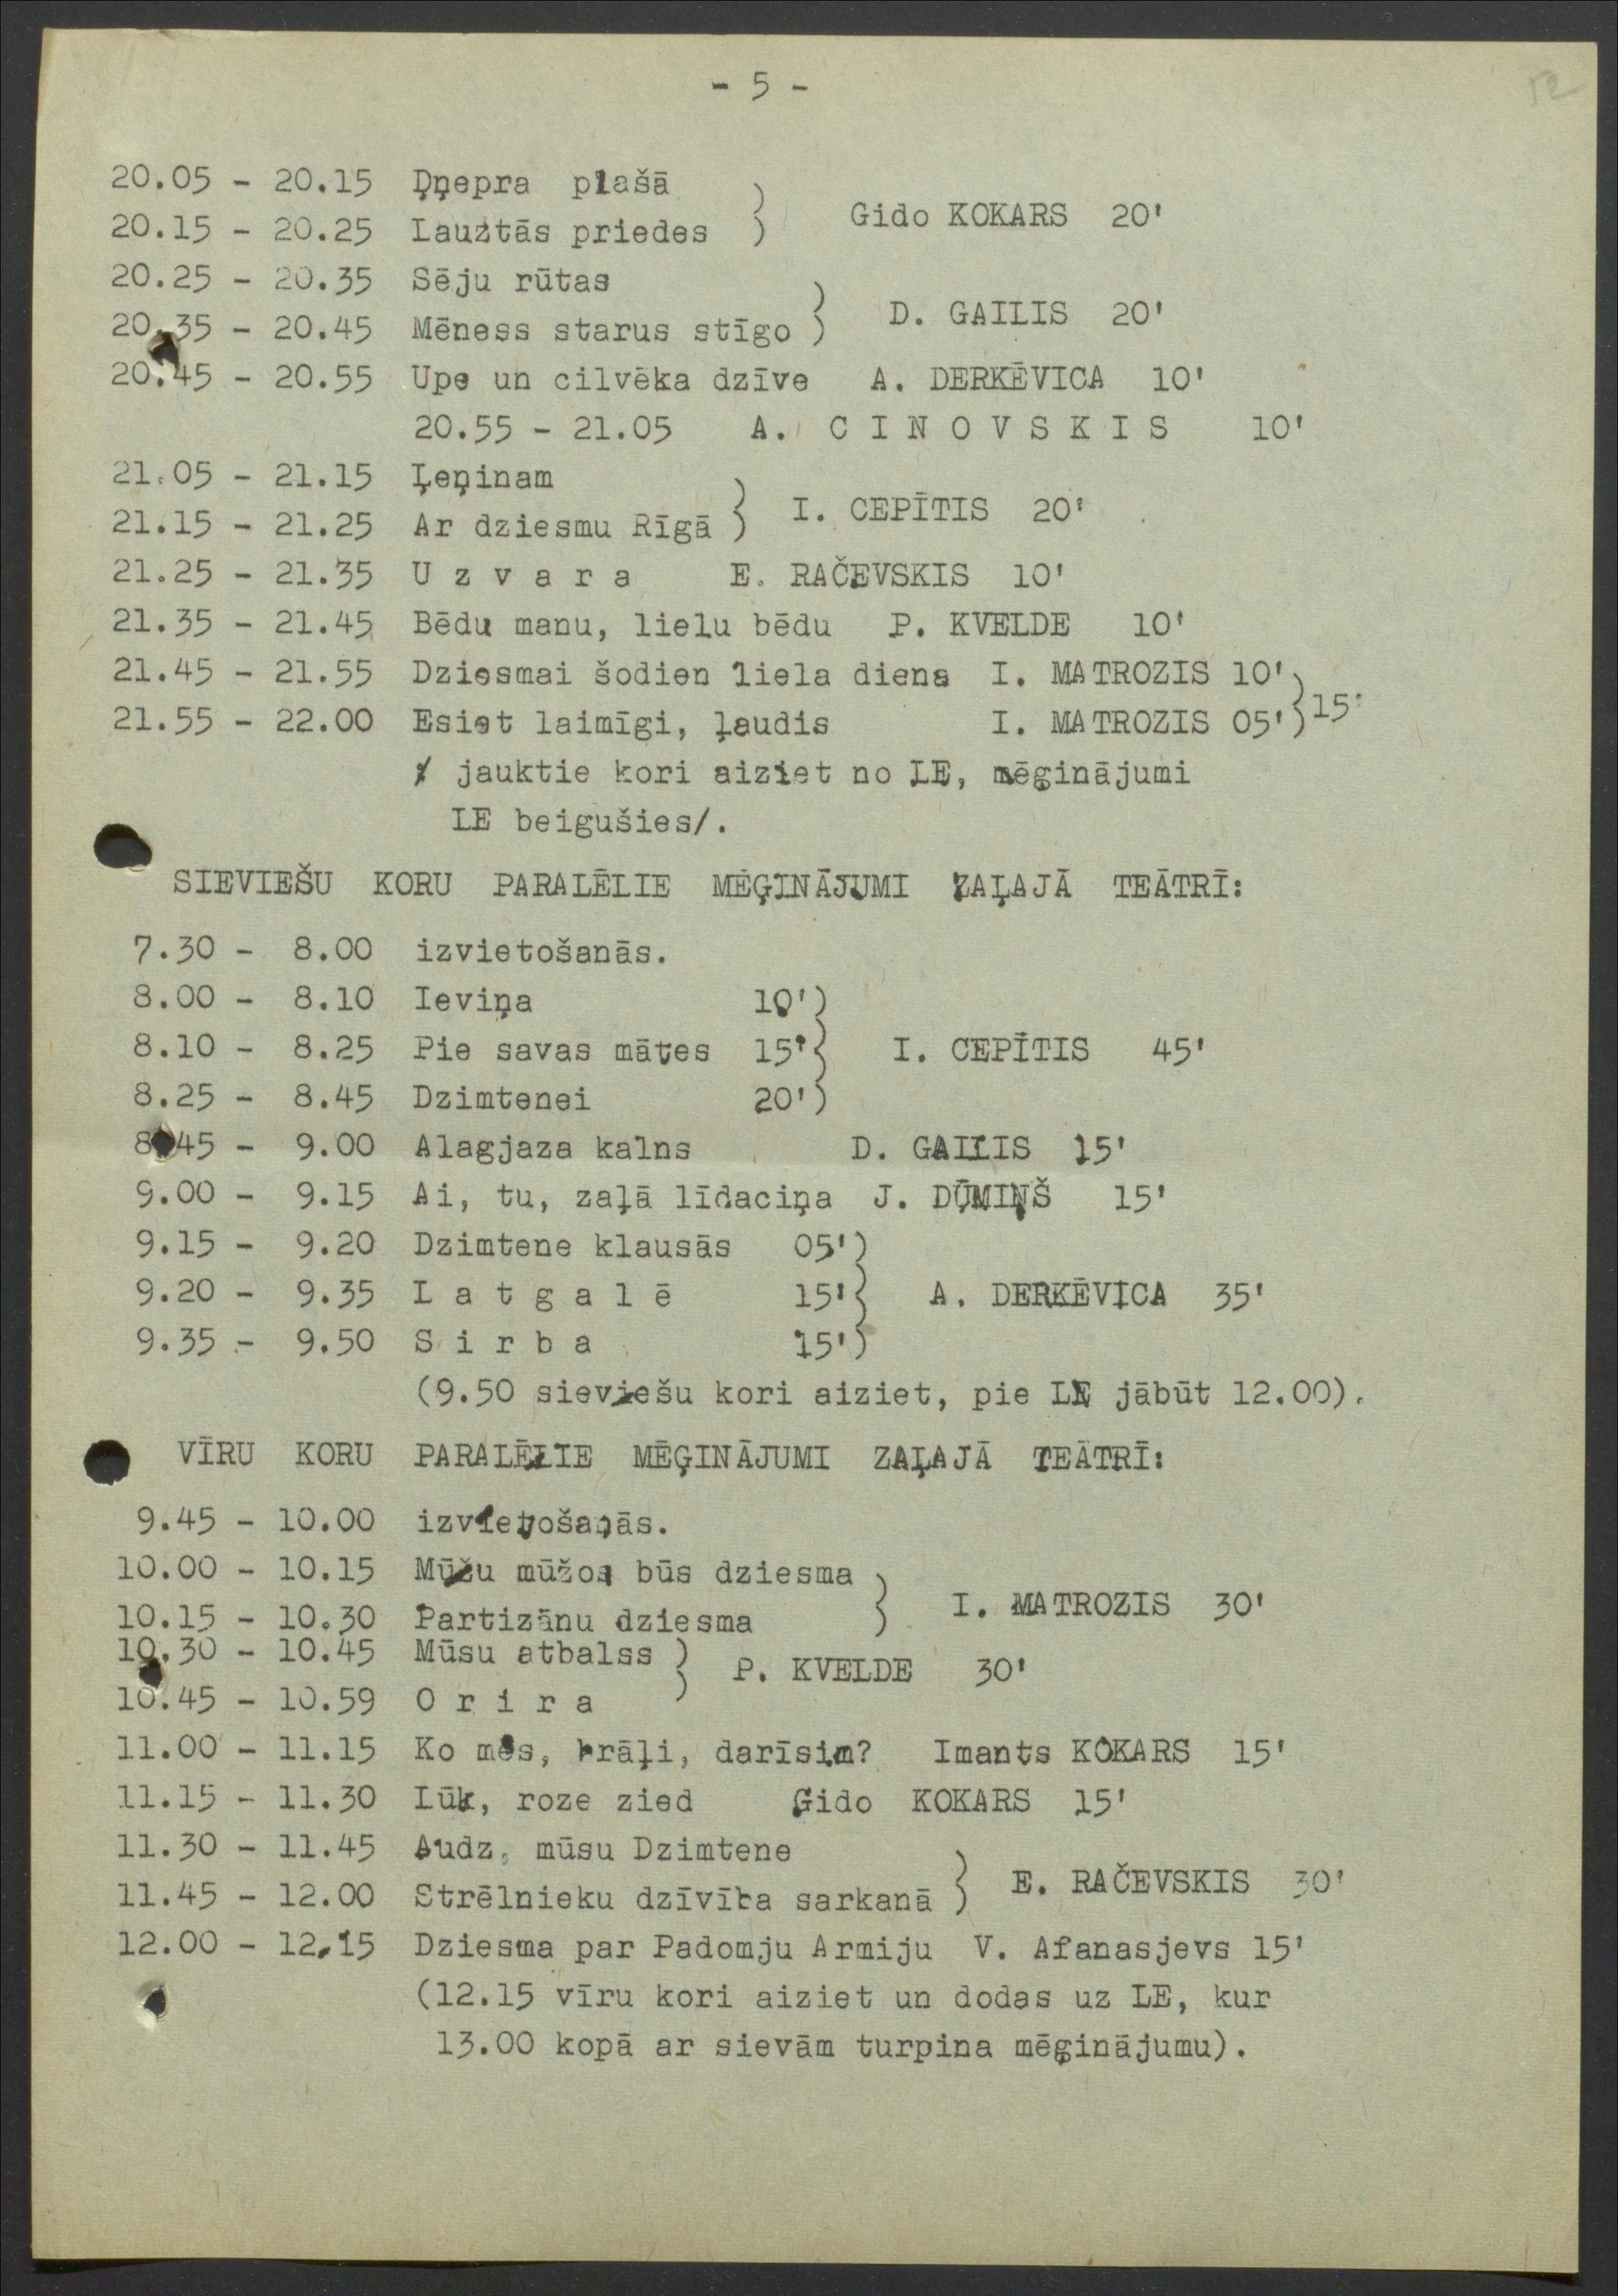 - 5 -
52
20.05 - 20.15 Dņepra plašā
20.15 - 20.25 Lauztās priedes } Gido KOKARS 20'
20.25 - 20.35 Sēju rūtas
20.35 - 20.45 Mēness starus stīgo } D. GAILIS 20'
20.45 - 20.55 Upe un cilvēka dzīve A. DERKĒVICA 10'
20.55 - 21.05 A. C I N O V S K I S 10'
21.05 - 21.15 Ļeņinam
21.15 - 21.25 Ar dziesmu Rīgā } I. CEPĪTIS 20'
21.25 - 21.35 U z v a r a E. RAČEVSKIS 10'
21.35 - 21.45 Bēdu manu, lielu bēdu P. KVELDE 10'
21.45 - 21.55 Dziesmai šodien liela diena I. MATROZIS 10'
21.55 - 22.00 Esiet laimīgi, ļaudis I. MATROZIS 05' } 15'
/ jauktie kori aiziet no LE, mēģinājumi
LE beigušies/.
SIEVIEŠU KORU PARALĒLIE MĒĢINĀJUMI ZAĻAJĀ TEĀTRĪ:
7.30 - 8.00 izvietošanās.
8.00 - 8.10 Ieviņa 10')
8.10 - 8.25 Pie savas mātes 15'} I. CEPĪTIS 45'
8.25 - 8.45 Dzimtenei 20')
8.45 - 9.00 Alagjaza kalns D. GAILIS 15'
9.00 - 9.15 Ai, tu, zaļā līdaciņa J. DŪMIŅŠ 15'
9.15 - 9.20 Dzimtene klausās 05')
9.20 - 9.35 L a t g a l ē 15'} A. DERKĒVICA 35'
9.35 - 9.50 S i r b a 15')
(9.50 sieviešu kori aiziet, pie LE jābūt 12.00).
VĪRU KORU PARALĒLIE MĒĢINĀJUMI ZAĻAJĀ TEĀTRĪ:
9.45 - 10.00 izvietošanās.
10.00 - 10.15 Mūžu mūžos būs dziesma
10.15 - 10.30 Partizānu dziesma } I. MATROZIS 30'
10.30 - 10.45 Mūsu atbalss
10.45 - 10.59 O r i r a } P. KVELDE 30'
11.00 - 11.15 Ko mēs, brāļi, darīsim? Imants KOKARS 15'
11.15 - 11.30 Lūk, roze zied Gido KOKARS 15'
11.30 - 11.45 Audz, mūsu Dzimtene
11.45 - 12.00 Strēlnieku dzīvība sarkanā } E. RAČEVSKIS 30'
12.00 - 12.15 Dziesma par Padomju Armiju V. Afanasjevs 15'
(12.15 vīru kori aiziet un dodas uz LE, kur
13.00 kopā ar sievām turpina mēģinājumu).